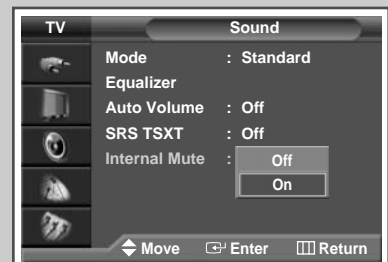 TV Sound
Mode : Standard
Equalizer
Auto Volume : Off
SRS TSXT : Off
Internal Mute : Off
On
Move Enter Return